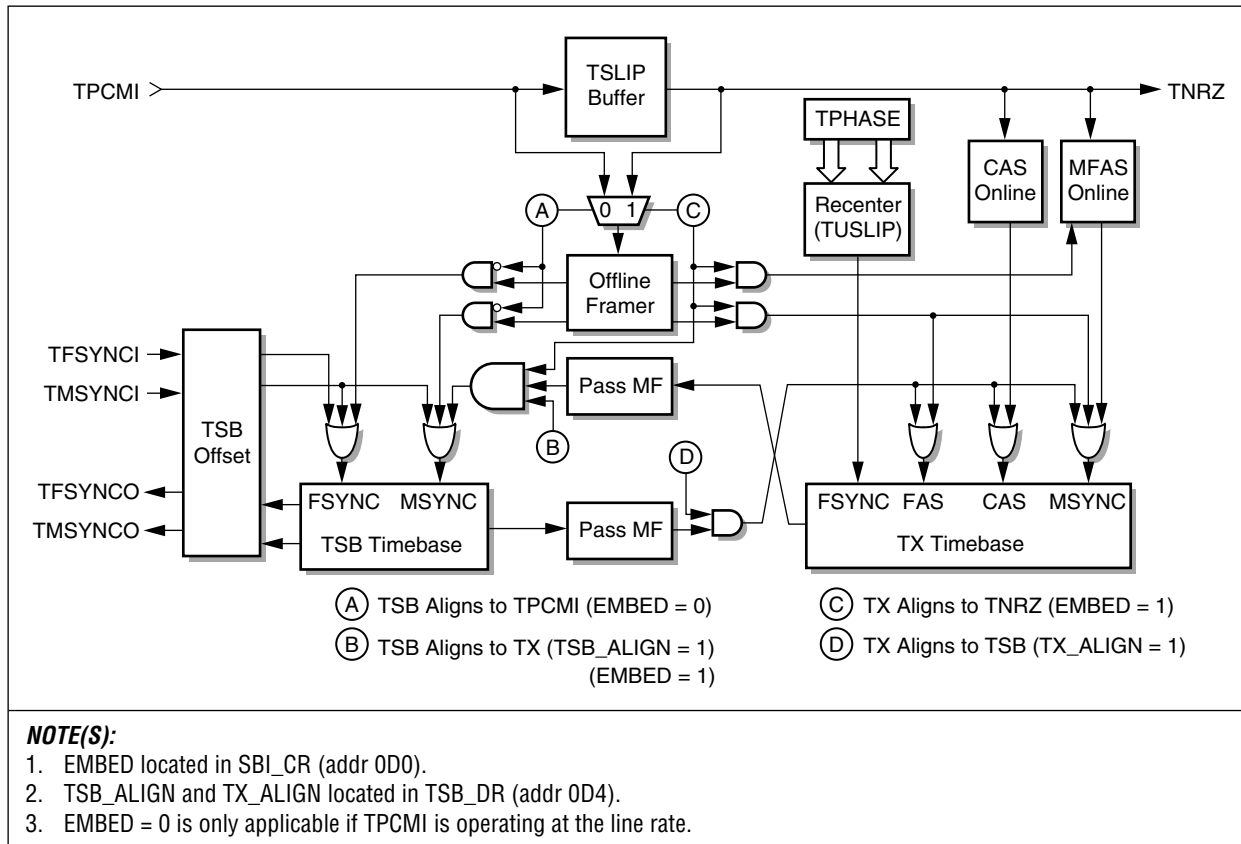 TPCMI
TSLIP
Buffer
TNRZ
TPHASE
CAS
Online
MFAS
Online
A
0 1
C
Recenter
(TUSLIP)
Offline
Framer
TFSYNCI
TMSYNCI
TSB
Offset
Pass MF
B
D
TFSYNCO
TMSYNCO
FSYNC MSYNC
TSB Timebase
Pass MF
FSYNC FAS CAS MSYNC
TX Timebase
A TSB Aligns to TPCMI (EMBED = 0)
B TSB Aligns to TX (TSB_ALIGN = 1)
(EMBED = 1)
C TX Aligns to TNRZ (EMBED = 1)
D TX Aligns to TSB (TX_ALIGN = 1)
NOTE(S):
1. EMBED located in SBI_CR (addr 0D0).
2. TSB_ALIGN and TX_ALIGN located in TSB_DR (addr 0D4).
3. EMBED = 0 is only applicable if TPCMI is operating at the line rate.